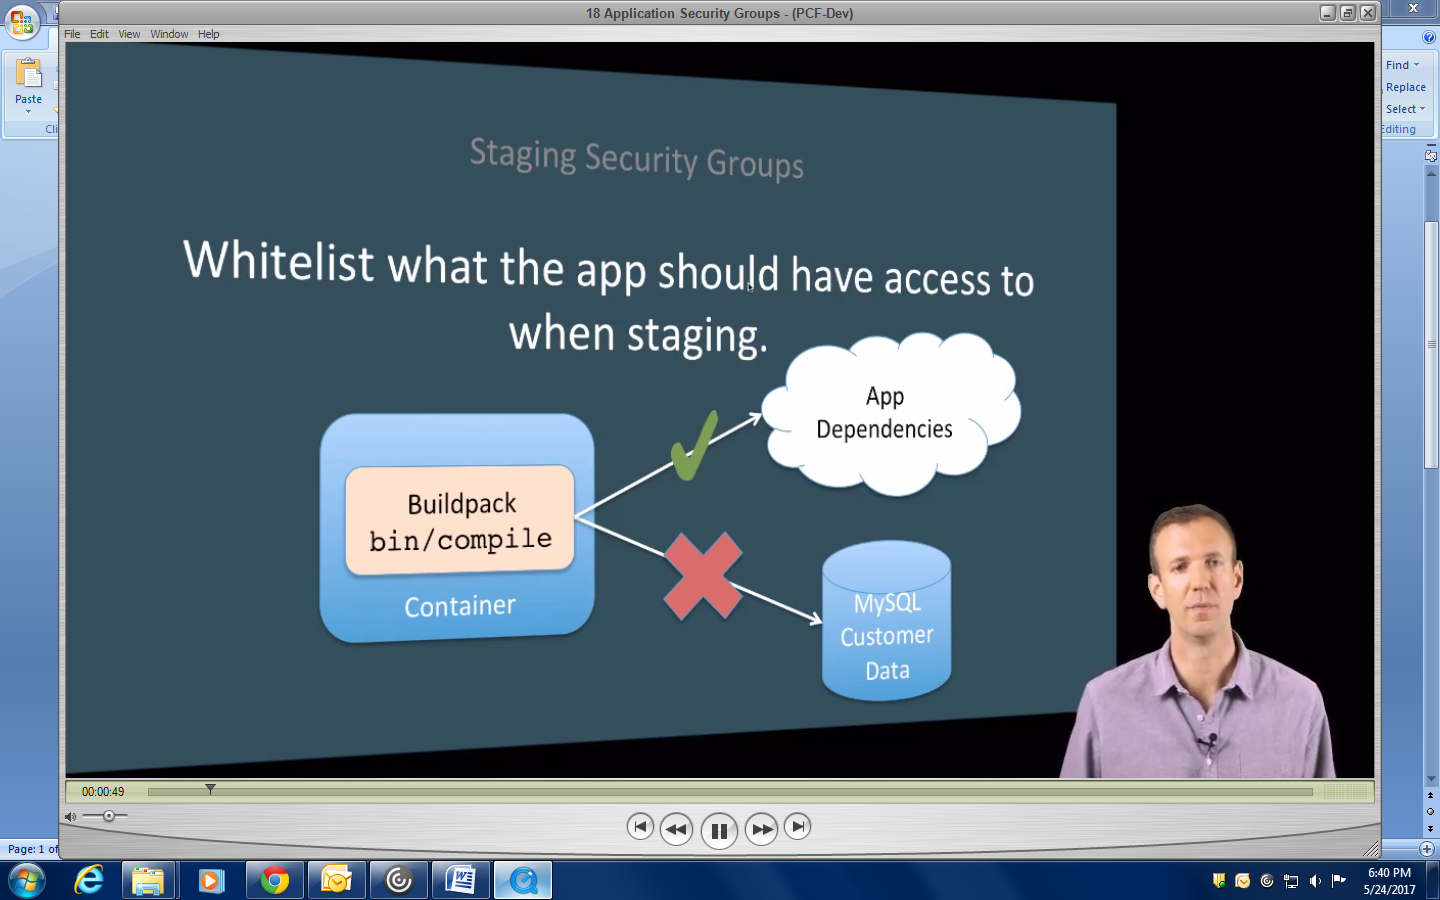 18 Application Security Groups - (PCF-Dev)
File Edit View Window Help
Paste
Cli
Find
Replace
Select
Editing
Staging Security Groups
Whitelist what the app should have access to
when staging.
App
Dependencies
Buildpack
bin/compile
Container
MySQL
Customer
Data
00:00:49
Page: 1 of
6:40 PM
5/24/2017